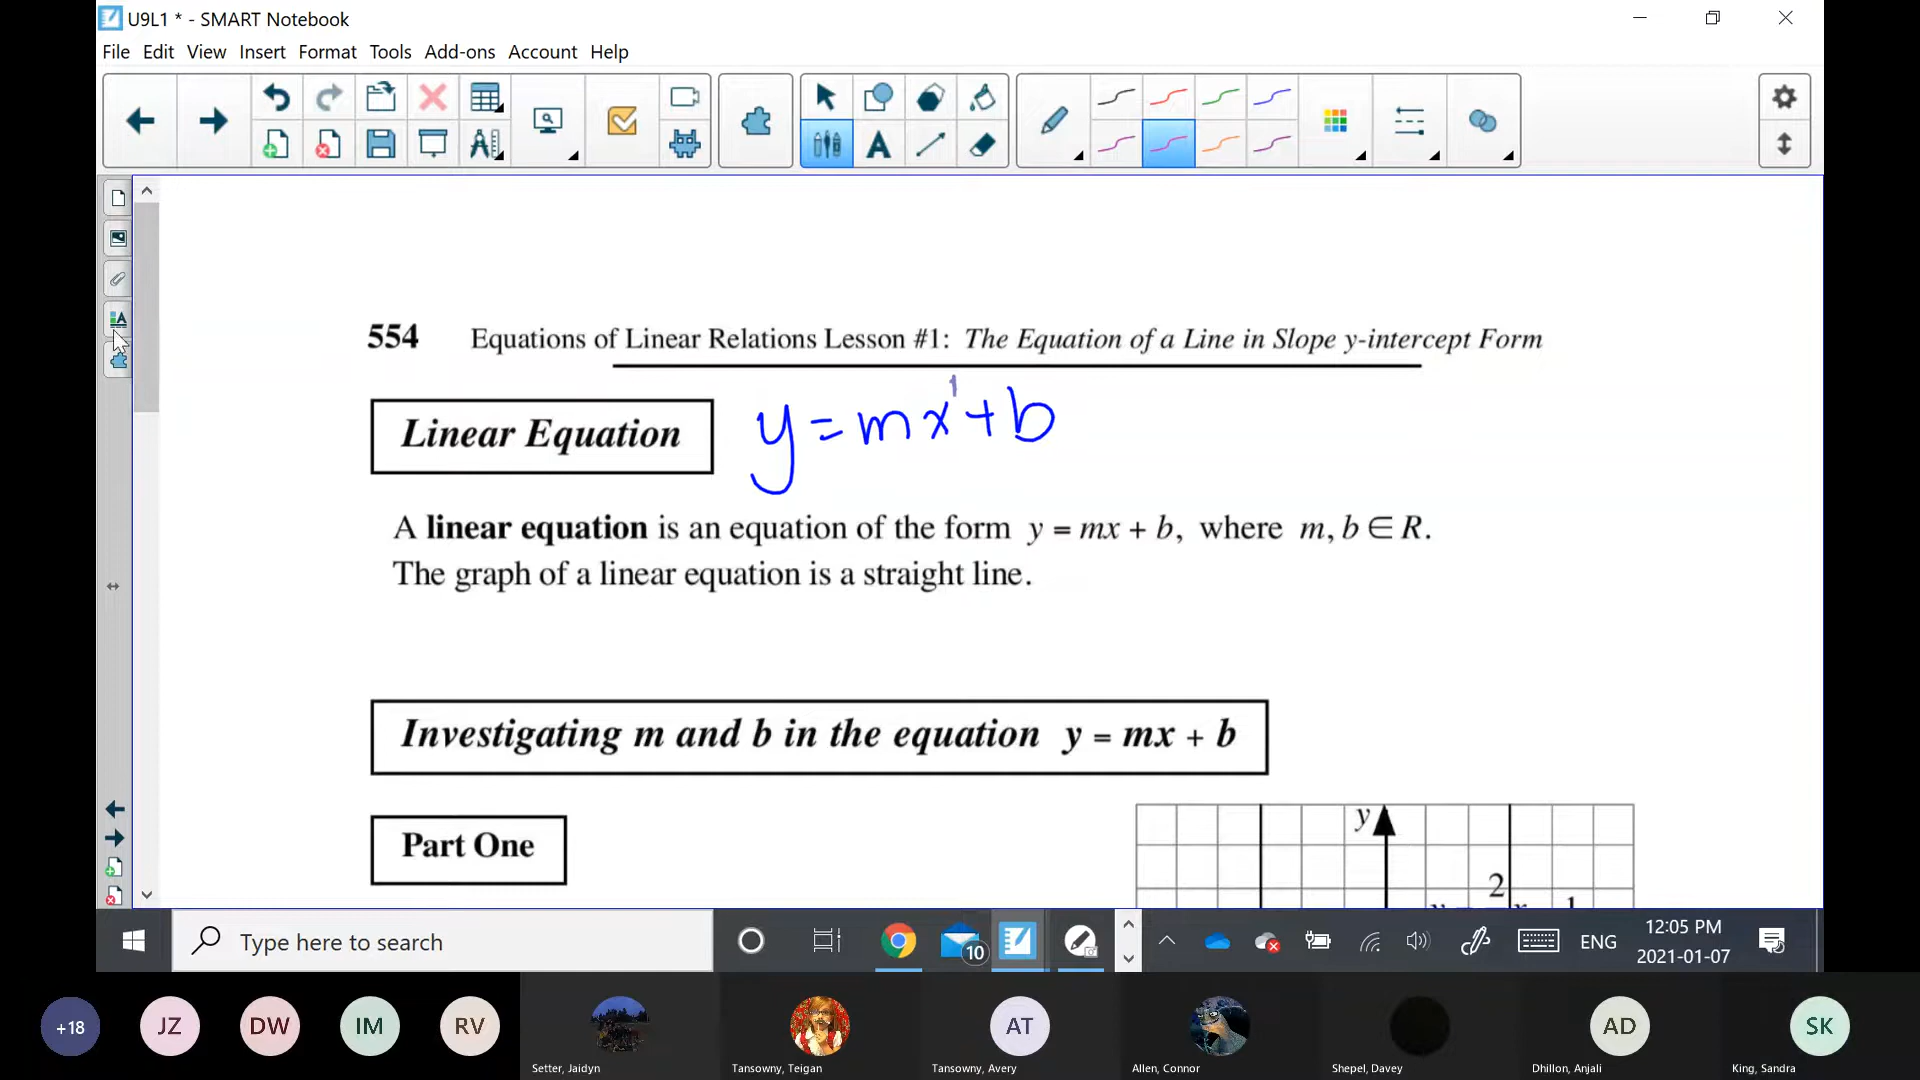 U9L1 * - SMART Notebook
File Edit View Insert Format Tools Add-ons Account Help
554 Equations of Linear Relations Lesson #1: The Equation of a Line in Slope y-intercept Form
Linear Equation
y = mx¹ + b
A linear equation is an equation of the form y = mx + b, where m, b ∈ R.
The graph of a linear equation is a straight line.
Investigating m and b in the equation y = mx + b
Part One
y
2
Type here to search
10
ENG
12:05 PM
2021-01-07
+18 JZ DW IM RV AT AD SK
Setter, Jaidyn Tansowny, Teigan Tansowny, Avery Allen, Connor Shepel, Davey Dhillon, Anjali King, Sandra